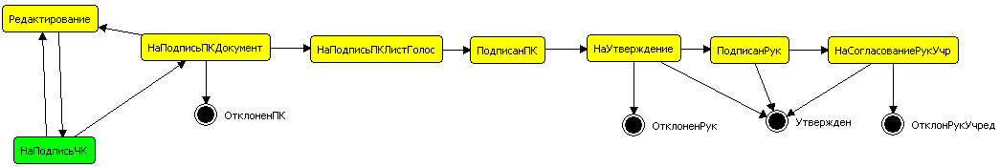 Редактирование
НаПодписьПКДокумент
НаПодписьПКЛистГолос
ПодписанПК
НаУтверждение
ПодписанРук
НаСогласованиеРукУчр
ОтклоненПК
ОтклоненРук
Утвержден
ОтклонРукУчред
НаПодписьЧК